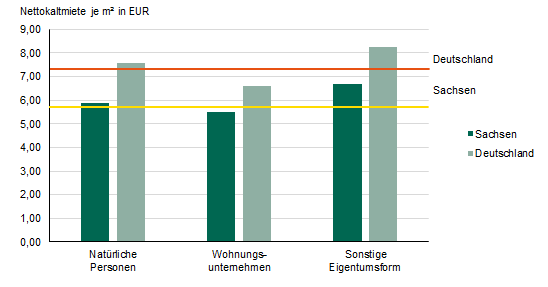 Nettokaltmiete je m² in EUR
9,00
8,00
7,00
6,00
5,00
4,00
3,00
2,00
1,00
0,00
Deutschland
Sachsen
Sachsen
Deutschland
Natürliche
Personen
Wohnungs-
unternehmen
Sonstige
Eigentumsform